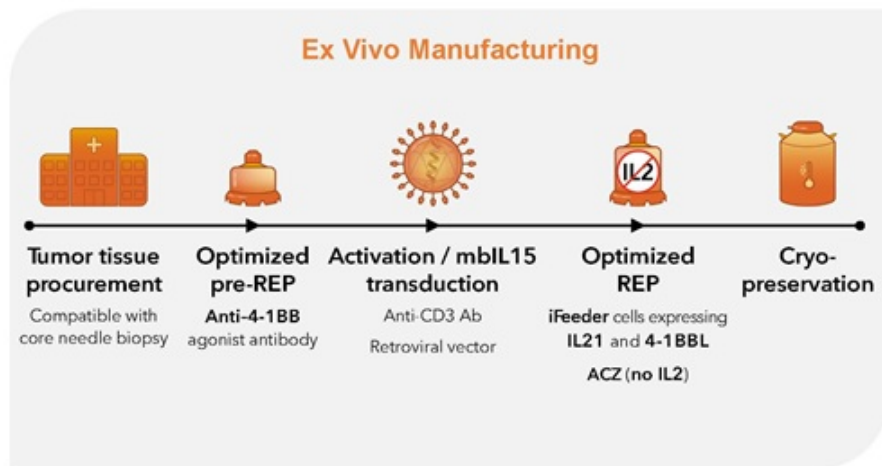 Ex Vivo Manufacturing
IL2
Tumor tissue
procurement
Compatible with
core needle biopsy
Optimized
pre-REP
Anti-4-1BB
agonist antibody
Activation / mbIL15
transduction
Anti-CD3 Ab
Retroviral vector
Optimized
REP
iFeeder cells expressing
IL21 and 4-1BBL
ACZ (no IL2)
Cryo-
preservation